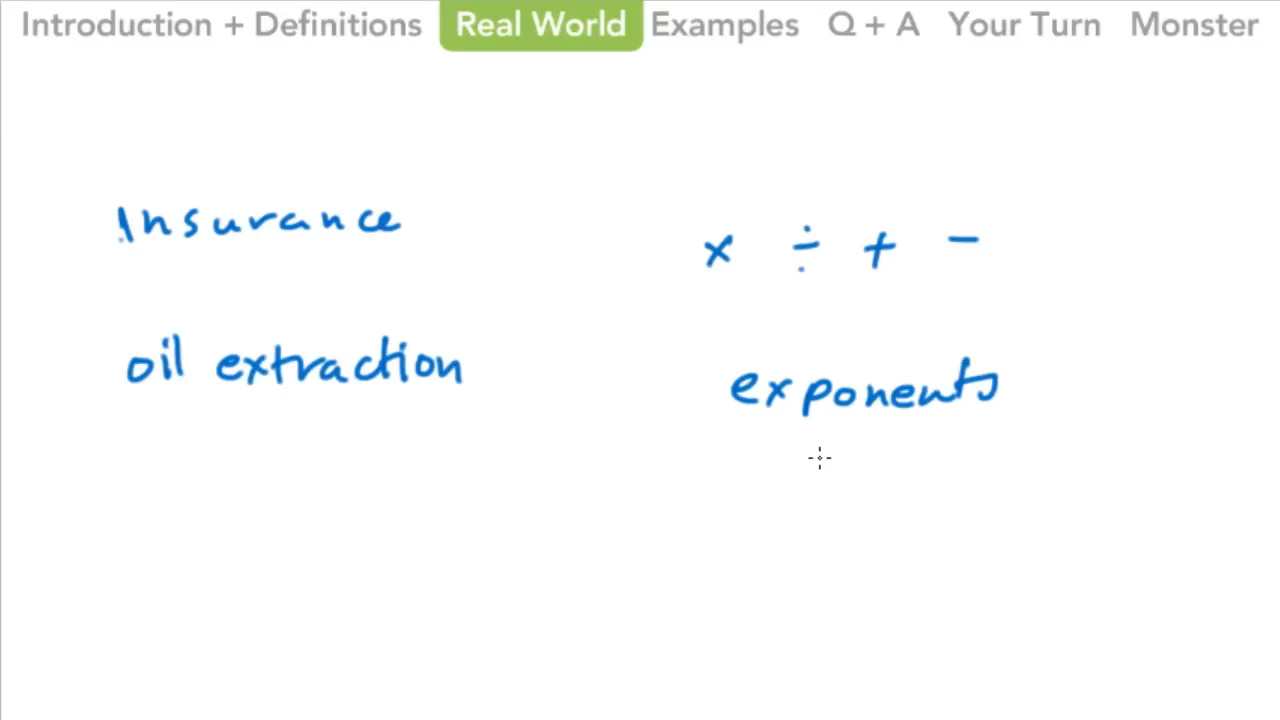 Introduction + Definitions Real World Examples Q + A Your Turn Monster
Insurance
x ÷ + −
oil extraction
exponents